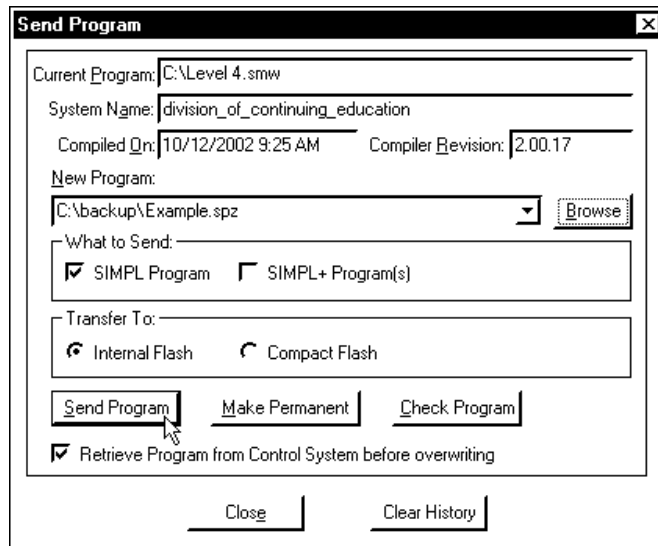 Send Program
Current Program: C:\Level 4.smw
System Name: division_of_continuing_education
Compiled On: 10/12/2002 9:25 AM Compiler Revision: 2.00.17
New Program:
C:\backup\Example.spz Browse
What to Send:
SIMPL Program SIMPL+ Program(s)
Transfer To:
Internal Flash Compact Flash
Send Program Make Permanent Check Program
Retrieve Program from Control System before overwriting
Close Clear History